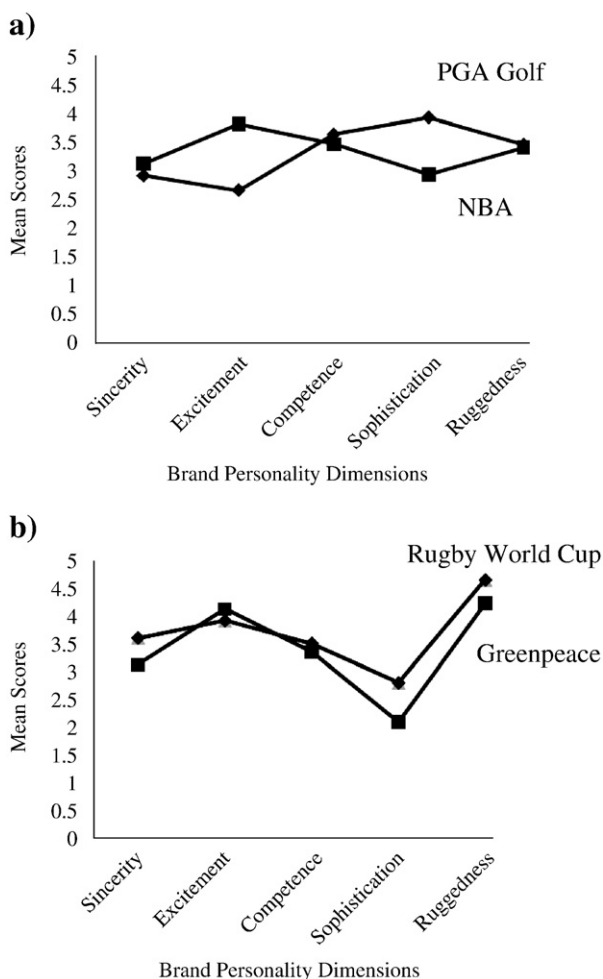 a)
5
4.5
4
3.5
3
2.5
2
1.5
1
0.5
0
Mean Scores
PGA Golf
NBA
Sincerity
Excitement
Competence
Sophistication
Ruggedness
Brand Personality Dimensions
b)
5
4.5
4
3.5
3
2.5
2
1.5
1
0.5
0
Mean Scores
Rugby World Cup
Greenpeace
Sincerity
Excitement
Competence
Sophistication
Ruggedness
Brand Personality Dimensions